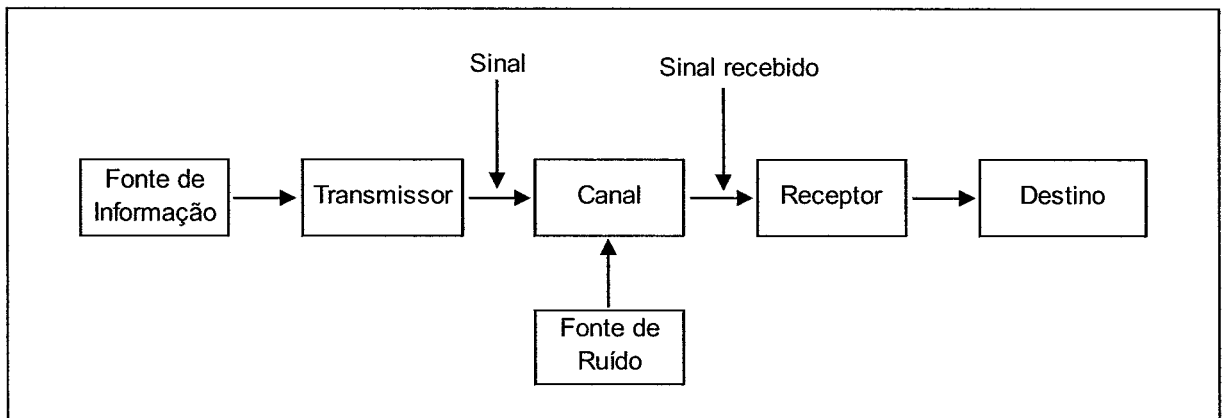 Sinal
Sinal recebido
Fonte de
Informação
Transmissor
Canal
Receptor
Destino
Fonte de
Ruído